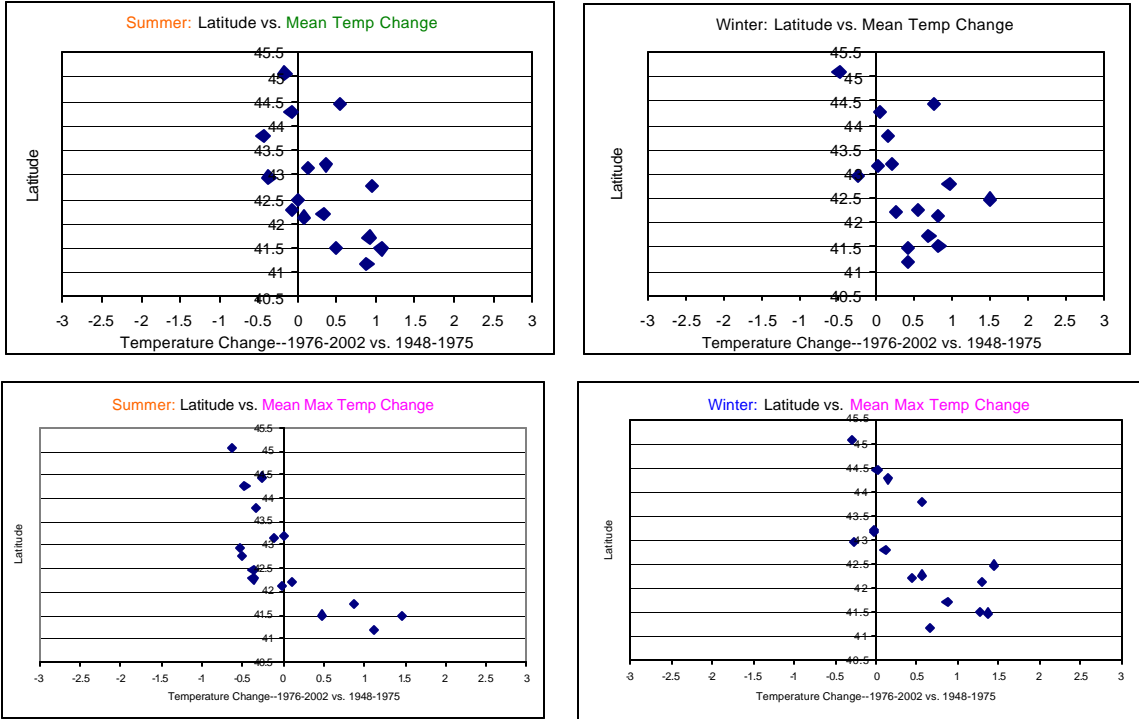 Summer: Latitude vs. Mean Temp Change
45.5
45
44.5
44
43.5
43
42.5
42
41.5
41
40.5
-3 -2.5 -2 -1.5 -1 -0.5 0 0.5 1 1.5 2 2.5 3
Latitude
Temperature Change--1976-2002 vs. 1948-1975
Winter: Latitude vs. Mean Temp Change
45.5
45
44.5
44
43.5
43
42.5
42
41.5
41
40.5
-3 -2.5 -2 -1.5 -1 -0.5 0 0.5 1 1.5 2 2.5 3
Latitude
Temperature Change--1976-2002 vs. 1948-1975
Summer: Latitude vs. Mean Max Temp Change
45.5
45
44.5
44
43.5
43
42.5
42
41.5
41
40.5
-3 -2.5 -2 -1.5 -1 -0.5 0 0.5 1 1.5 2 2.5 3
Latitude
Temperature Change--1976-2002 vs. 1948-1975
Winter: Latitude vs. Mean Max Temp Change
45.5
45
44.5
44
43.5
43
42.5
42
41.5
41
40.5
-3 -2.5 -2 -1.5 -1 -0.5 0 0.5 1 1.5 2 2.5 3
Latitude
Temperature Change--1976-2002 vs. 1948-1975